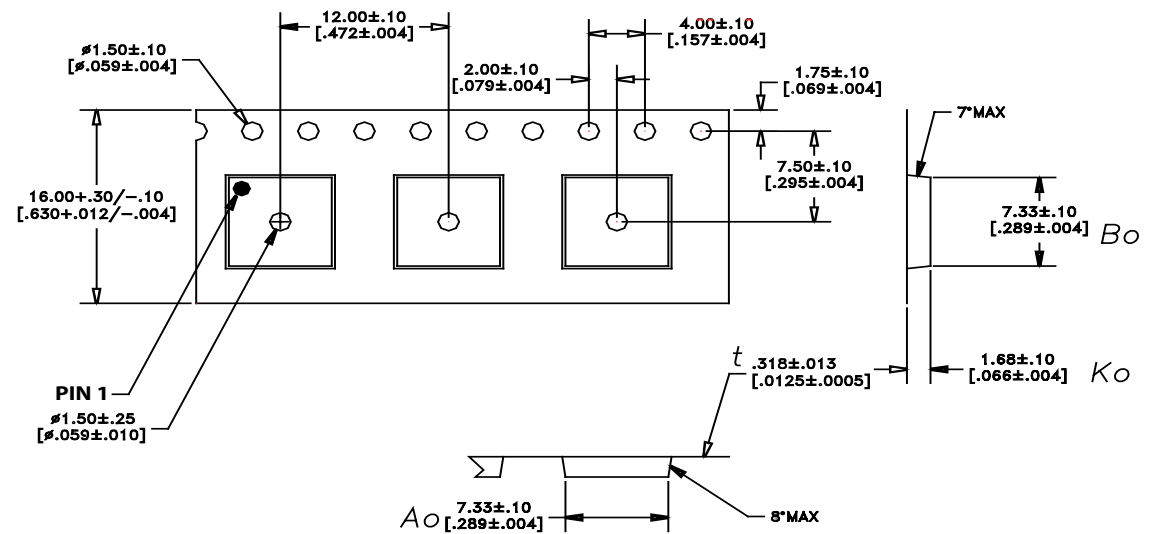 12.00±.10
[.472±.004]
4.00±.10
[.157±.004]
ø1.50±.10
[ø.059±.004]
2.00±.10
[.079±.004]
1.75±.10
[.069±.004]
7°MAX
16.00+.30/-.10
[.630+.012/-.004]
7.50±.10
[.295±.004]
7.33±.10
[.289±.004]
Bo
t
.318±.013
[.0125±.0005]
1.68±.10
[.066±.004]
Ko
PIN 1
ø1.50±.25
[ø.059±.010]
Ao
7.33±.10
[.289±.004]
8°MAX